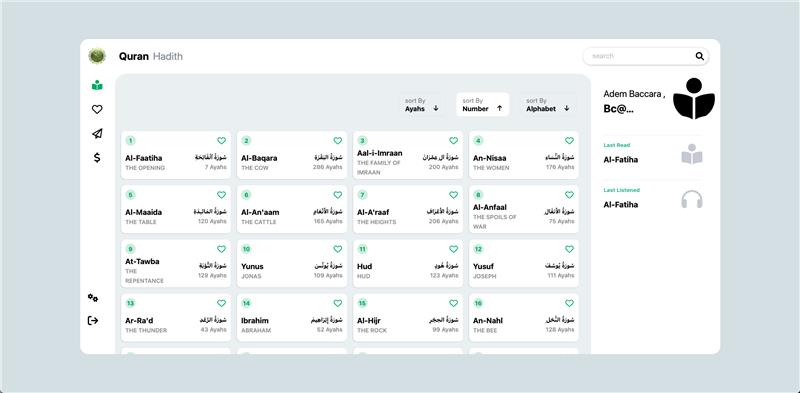 Quran Hadith
search
sort By
Ayahs
sort By
Number
sort By
Alphabet
Adem Baccara ,
Bc@...
Last Read
Al-Fatiha
Last Listened
Al-Fatiha
1
Al-Faatiha
THE OPENING
سُورَةُ ٱلْفَاتِحَةِ
7 Ayahs
2
Al-Baqara
THE COW
سُورَةُ البَقَرَةِ
286 Ayahs
3
Aal-i-Imraan
THE FAMILY OF
IMRAAN
سُورَةُ آلِ عِمۡرَانَ
200 Ayahs
4
An-Nisaa
THE WOMEN
سُورَةُ النِّسَاءِ
176 Ayahs
5
Al-Maaida
THE TABLE
سُورَةُ المَائـِدَةِ
120 Ayahs
6
Al-An'aam
THE CATTLE
سُورَةُ الأَنۡعَامِ
165 Ayahs
7
Al-A'raaf
THE HEIGHTS
سُورَةُ الأَعۡرَافِ
206 Ayahs
8
Al-Anfaal
THE SPOILS OF
WAR
سُورَةُ الأَنفَالِ
75 Ayahs
9
At-Tawba
THE
REPENTANCE
سُورَةُ التَّوۡبَةِ
129 Ayahs
10
Yunus
JONAS
سُورَةُ يُونُسَ
109 Ayahs
11
Hud
HUD
سُورَةُ هُودٍ
123 Ayahs
12
Yusuf
JOSEPH
سُورَةُ يُوسُفَ
111 Ayahs
13
Ar-Ra'd
THE THUNDER
سُورَةُ الرَّعۡدِ
43 Ayahs
14
Ibrahim
ABRAHAM
سُورَةُ إِبۡرَاهِيمَ
52 Ayahs
15
Al-Hijr
THE ROCK
سُورَةُ الحِجۡرِ
99 Ayahs
16
An-Nahl
THE BEE
سُورَةُ النَّحۡلِ
128 Ayahs